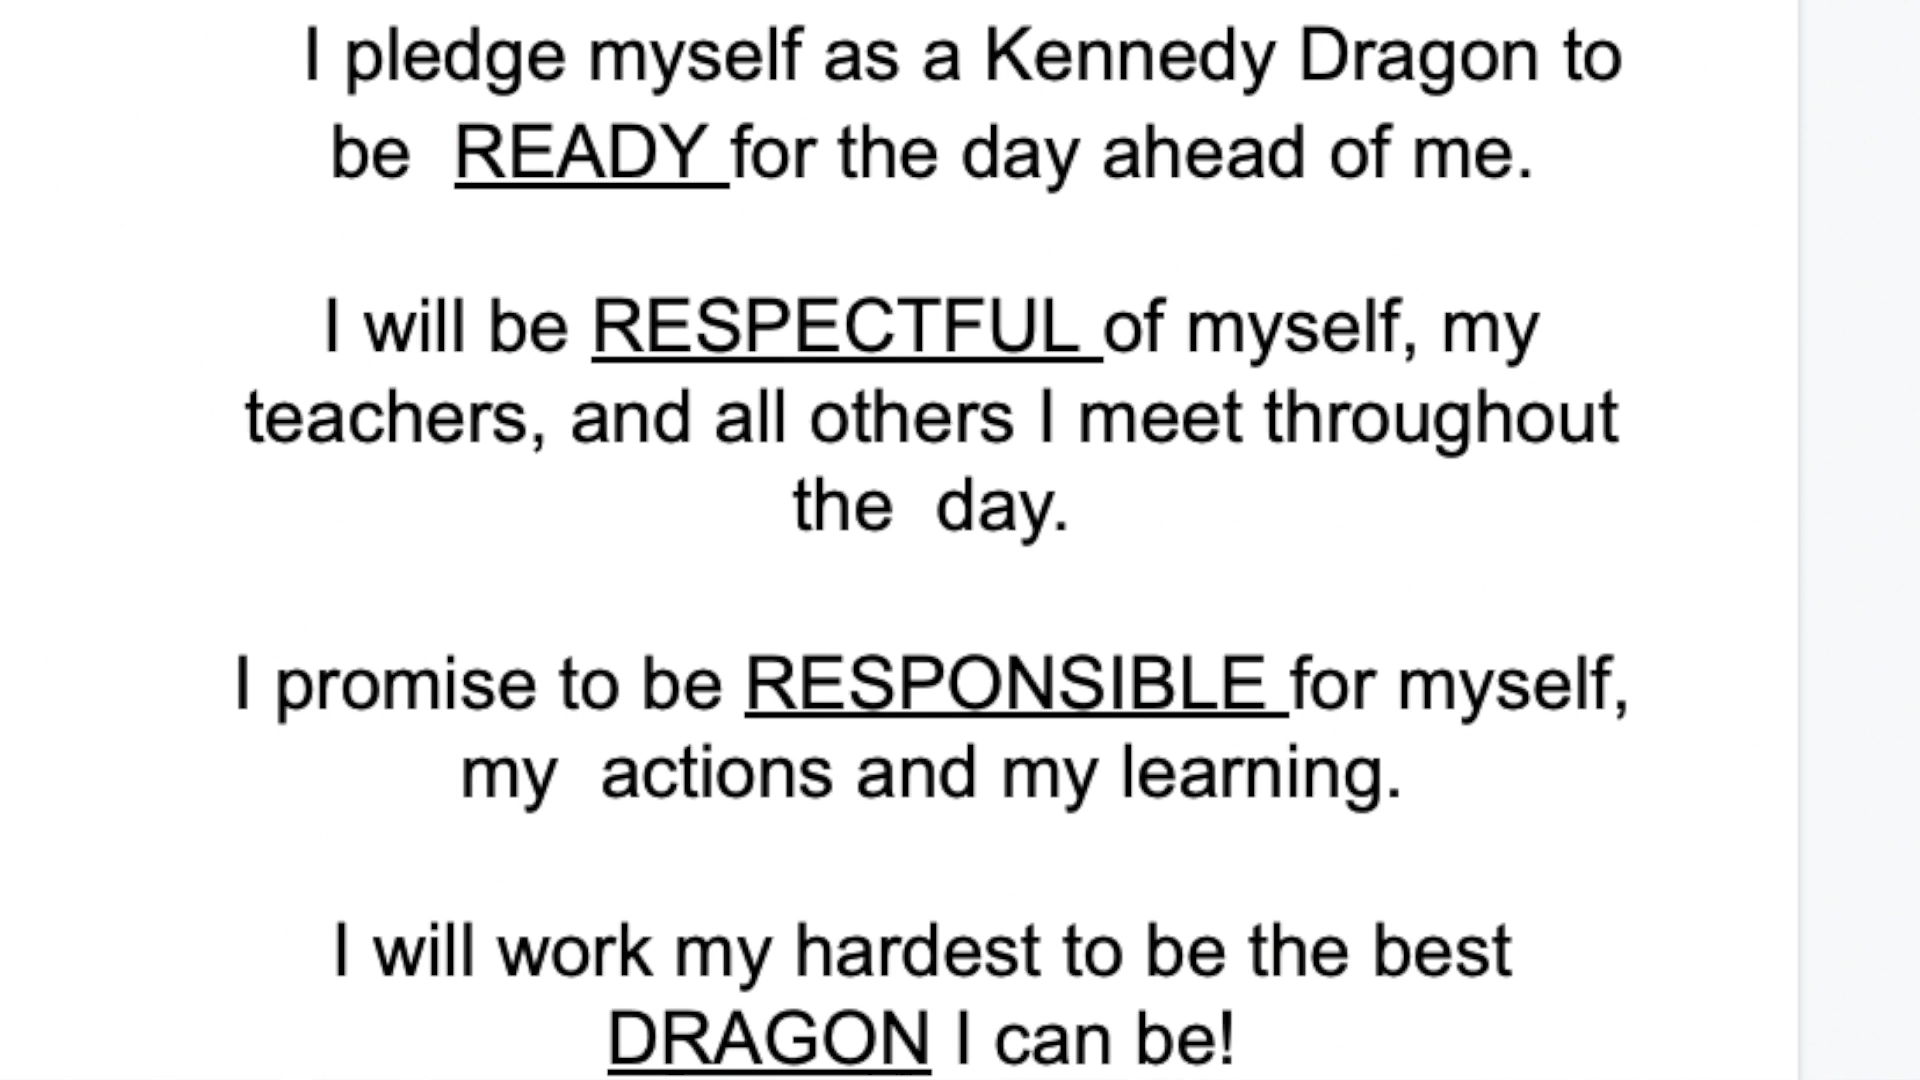 I pledge myself as a Kennedy Dragon to
be  READY for the day ahead of me.
I will be RESPECTFUL of myself, my
teachers, and all others I meet throughout
the  day.
I promise to be RESPONSIBLE for myself,
my  actions and my learning.
I will work my hardest to be the best
DRAGON I can be!